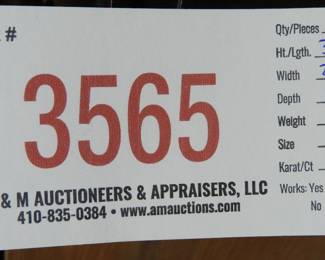 #
Qty/Pieces
Ht./Lgth.
Width
Depth
Weight
Size
Karat/Ct
Works: Yes
No
3565
& M AUCTIONEERS & APPRAISERS, LLC
410-835-0384 • www.amauctions.com